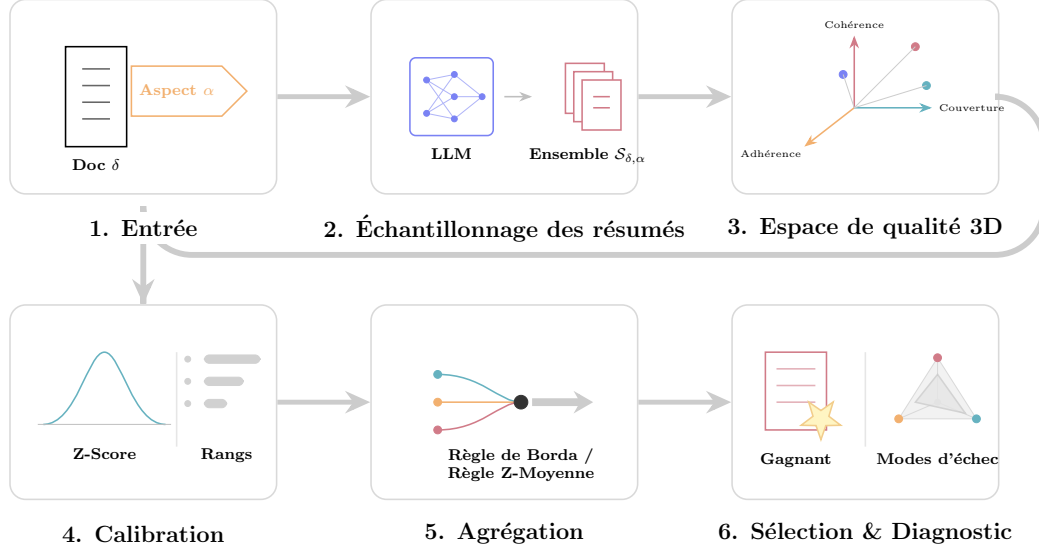 Aspect α
Doc δ
1. Entrée
LLM
Ensemble 𝒮δ,α
2. Échantillonnage des résumés
Cohérence
Couverture
Adhérence
3. Espace de qualité 3D
Z-Score
Rangs
4. Calibration
Règle de Borda /
Règle Z-Moyenne
5. Agrégation
Gagnant
Modes d'échec
6. Sélection & Diagnostic